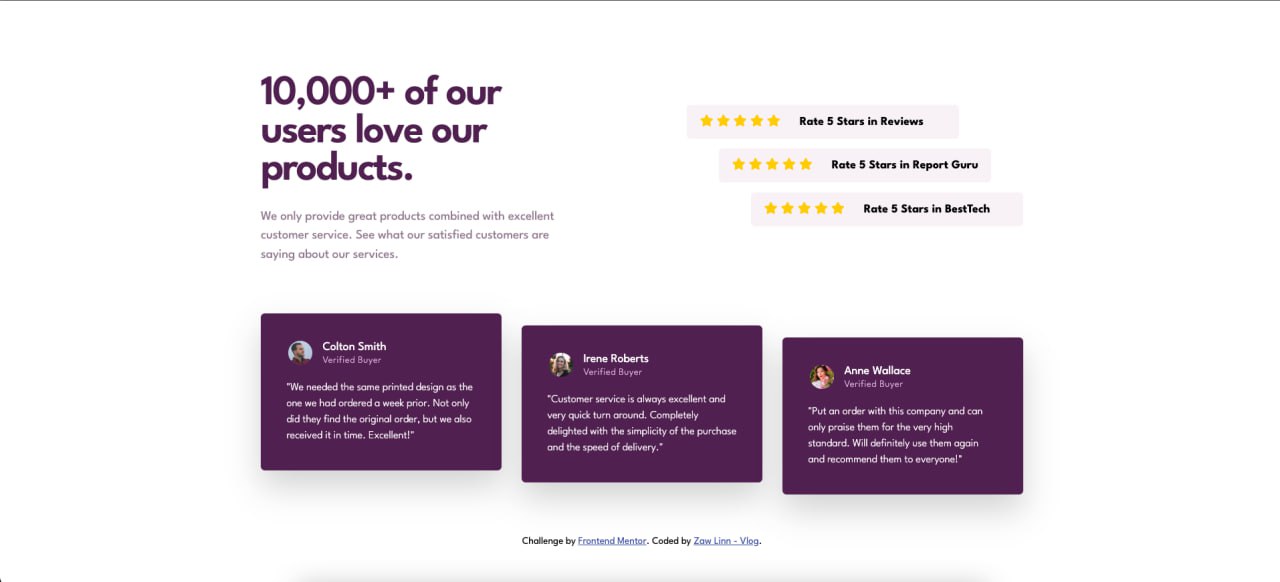 10,000+ of our
users love our
products.
We only provide great products combined with excellent
customer service. See what our satisfied customers are
saying about our services.
Rate 5 Stars in Reviews
Rate 5 Stars in Report Guru
Rate 5 Stars in BestTech
Colton Smith
Verified Buyer
"We needed the same printed design as the
one we had ordered a week prior. Not only
did they find the original order, but we also
received it in time. Excellent!"
Irene Roberts
Verified Buyer
"Customer service is always excellent and
very quick turn around. Completely
delighted with the simplicity of the purchase
and the speed of delivery."
Anne Wallace
Verified Buyer
"Put an order with this company and can
only praise them for the very high
standard. Will definitely use them again
and recommend them to everyone!"
Challenge by Frontend Mentor. Coded by Zaw Linn - Vlog.